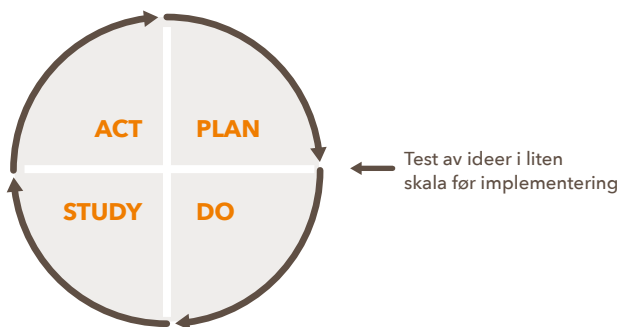 ACT
PLAN
Test av ideer i liten
skala før implementering
STUDY
DO